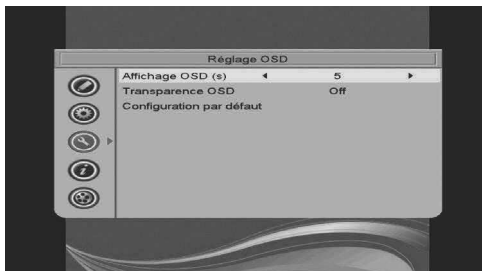 Réglage OSD
Affichage OSD (s) 5
Transparence OSD Off
Configuration par défaut